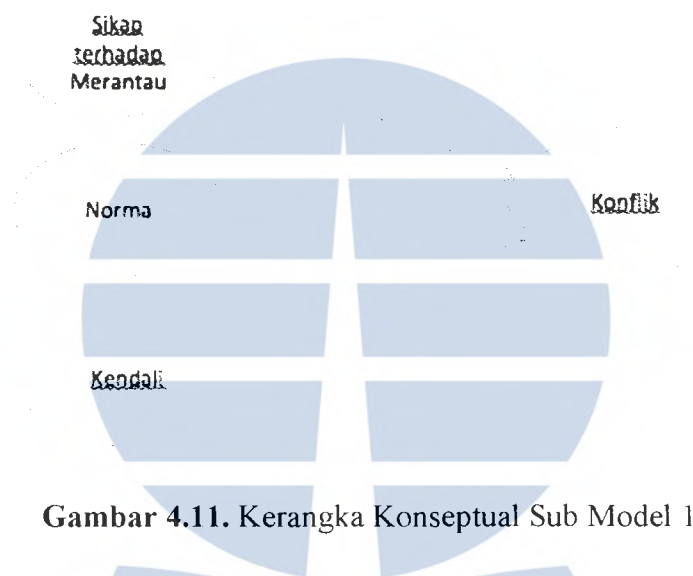 Sikap
terhadap
Merantau
Norma
Konflik
Kendali
Gambar 4.11. Kerangka Konseptual Sub Model 1